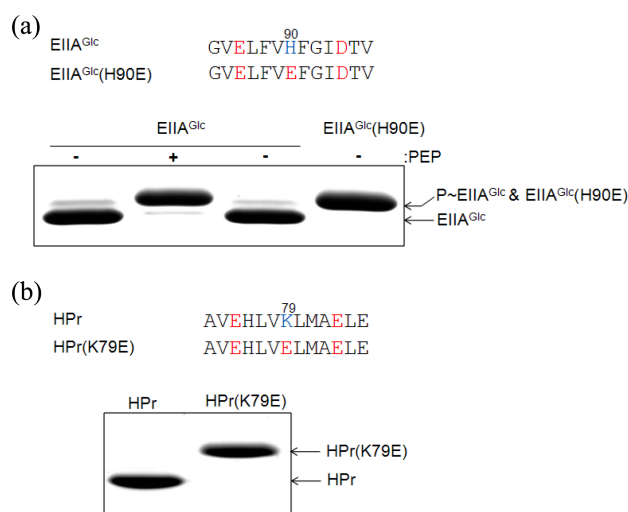 (a)
90
EIIA^Glc GVELFVHFGIDTV
EIIA^Glc(H90E) GVELFVEFGIDTV
EIIA^Glc EIIA^Glc(H90E)
- + - - :PEP
P~EIIA^Glc & EIIA^Glc(H90E)
EIIA^Glc
(b)
79
HPr AVEHLVKLMAELE
HPr(K79E) AVEHLVELMAELE
HPr HPr(K79E)
HPr(K79E)
HPr